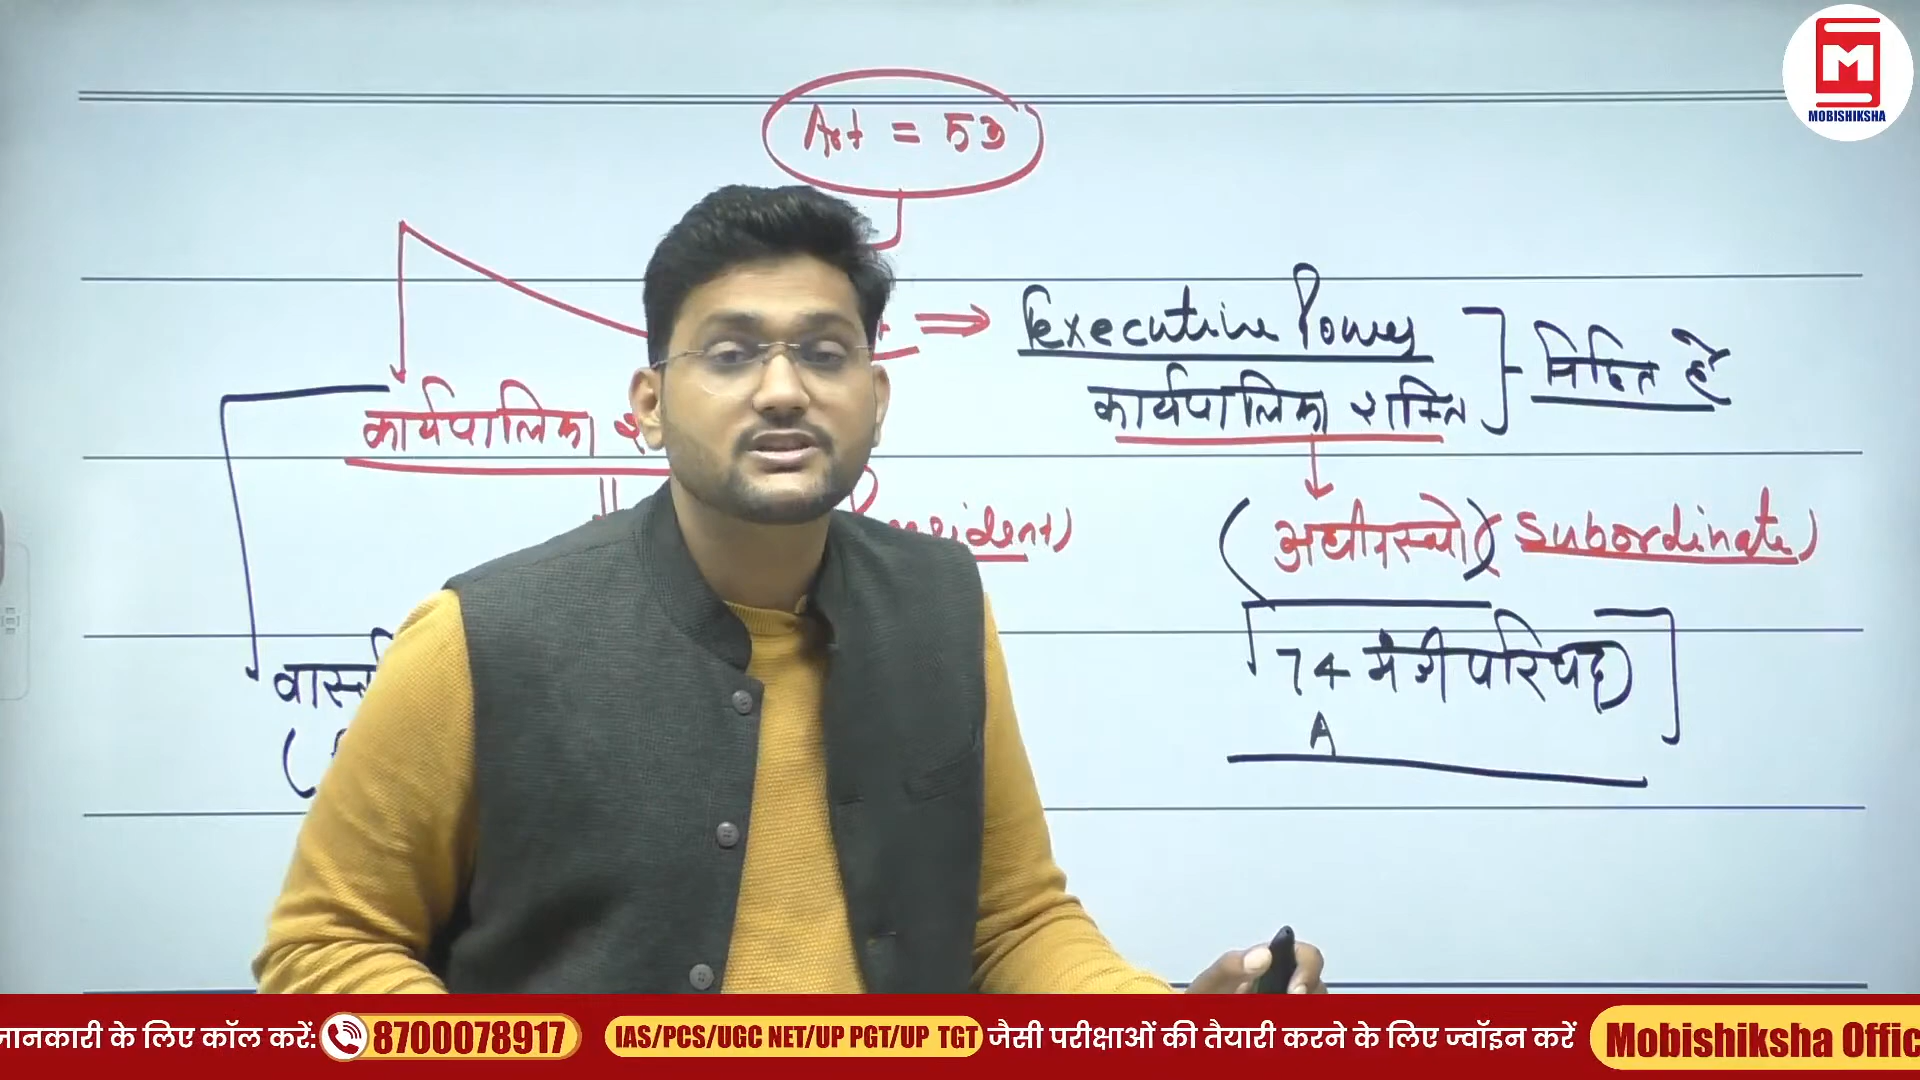 M
MOBISHIKSHA
Art = 53
⇒ Executive Power
कार्यपालिका शक्ति
निहित है
कार्यपालिका
(अधीनस्थो) (Subordinate)
74 मंत्रीपरिषद
A
जानकारी के लिए कॉल करें: 8700078917 IAS/PCS/UGC NET/UP PGT/UP TGT जैसी परीक्षाओं की तैयारी करने के लिए ज्वॉइन करें Mobishiksha Offic